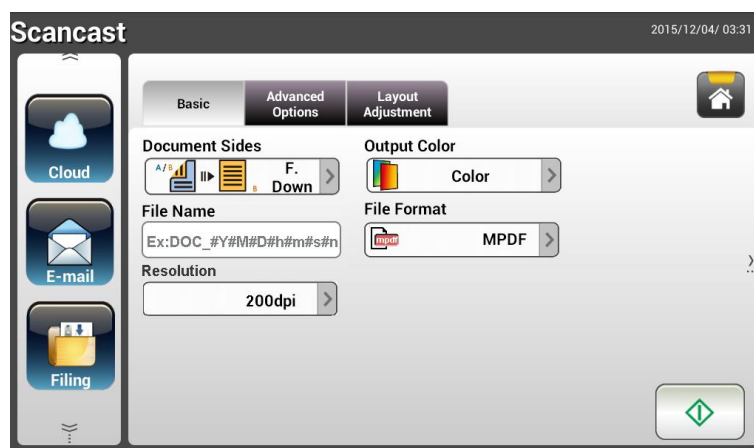 Scancast
2015/12/04/ 03:31
Cloud
E-mail
Filing
Basic
Advanced
Options
Layout
Adjustment
Document Sides
A/B
B
F.
Down
Output Color
Color
File Name
Ex:DOC_#Y#M#D#h#m#s#n
File Format
mpdf
MPDF
Resolution
200dpi